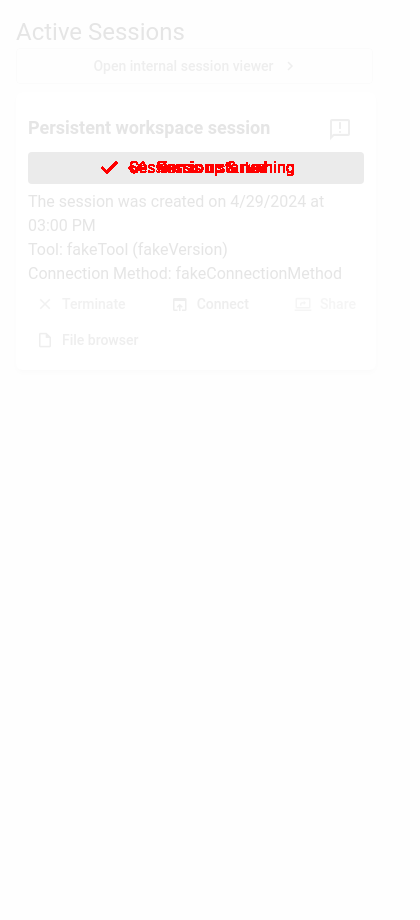 Active Sessions
Open internal session viewer
Persistent workspace session
The session was created on 4/29/2024 at
03:00 PM
Tool: fakeTool (fakeVersion)
Connection Method: fakeConnectionMethod
Terminate
Connect
Share
File browser